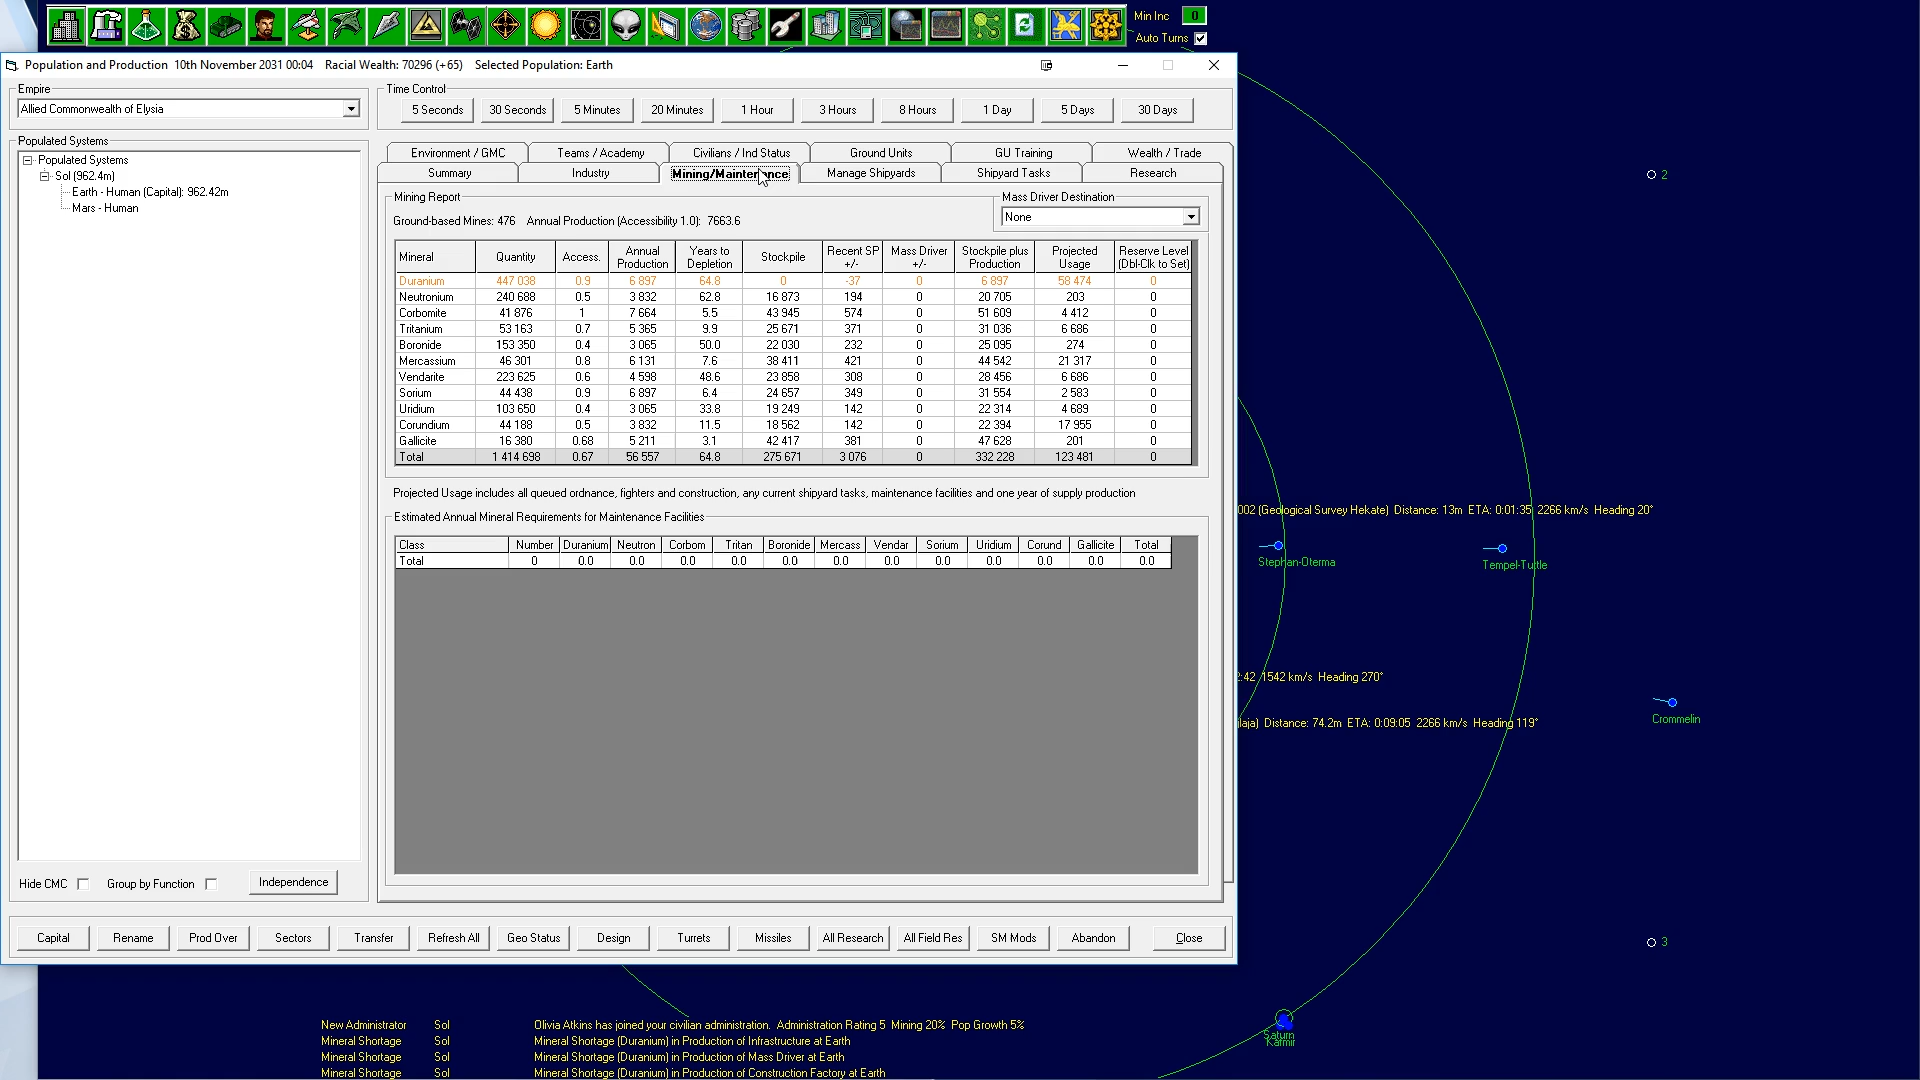 Min Inc 0
Auto Turns
Population and Production 10th November 2031 00:04 Racial Wealth: 70296 (+65) Selected Population: Earth
Empire
Allied Commonwealth of Elysia
Populated Systems
Populated Systems
Sol (962.4m)
Earth - Human (Capital): 962.42m
Mars - Human
Hide CMC Group by Function Independence
Time Control
5 Seconds 30 Seconds 5 Minutes 20 Minutes 1 Hour 3 Hours 8 Hours 1 Day 5 Days 30 Days
Environment / GMC Teams / Academy Civilians / Ind Status Ground Units GU Training Wealth / Trade
Summary Industry Mining/Maintenance Manage Shipyards Shipyard Tasks Research
Mining Report
Mass Driver Destination
None
Ground-based Mines: 476 Annual Production (Accessibility 1.0): 7663.6
Mineral Quantity Access. Annual Production Years to Depletion Stockpile Recent SP +/- Mass Driver +/- Stockpile plus Production Projected Usage Reserve Level (Dbl-Clk to Set)
Duranium 447 038 0.9 6 897 64.8 0 -37 0 6 897 58 474 0
Neutronium 240 688 0.5 3 832 62.8 16 873 194 0 20 705 203 0
Corbomite 41 876 1 7 664 5.5 43 945 574 0 51 609 4 412 0
Tritanium 53 163 0.7 5 365 9.9 25 671 371 0 31 036 6 686 0
Boronide 153 350 0.4 3 065 50.0 22 030 232 0 25 095 274 0
Mercassium 46 301 0.8 6 131 7.6 38 411 421 0 44 542 21 317 0
Vendarite 223 625 0.6 4 598 48.6 23 858 308 0 28 456 6 686 0
Sorium 44 438 0.9 6 897 6.4 24 657 349 0 31 554 2 583 0
Uridium 103 650 0.4 3 065 33.8 19 249 142 0 22 314 4 689 0
Corundium 44 188 0.5 3 832 11.5 18 562 142 0 22 394 17 955 0
Gallicite 16 380 0.68 5 211 3.1 42 417 381 0 47 628 201 0
Total 1 414 698 0.67 56 557 64.8 275 671 3 076 0 332 228 123 481 0
Projected Usage includes all queued ordnance, fighters and construction, any current shipyard tasks, maintenance facilities and one year of supply production
Estimated Annual Mineral Requirements for Maintenance Facilities
Class Number Duranium Neutron Corbom Tritan Boronide Mercass Vendar Sorium Uridium Corund Gallicite Total
Total 0 0.0 0.0 0.0 0.0 0.0 0.0 0.0 0.0 0.0 0.0 0.0 0.0
Capital Rename Prod Over Sectors Transfer Refresh All Geo Status Design Turrets Missiles All Research All Field Res SM Mods Abandon Close
2
002 (Geological Survey Hekate) Distance: 13m ETA: 0:01:35 2266 km/s Heading 20°
Stephan-Oterma
Tempel-Tuttle
2:42 1542 km/s Heading 270°
Crommelin
Distance: 74.2m ETA: 0:09:05 2266 km/s Heading 119°
3
Saturn
New Administrator Sol Olivia Atkins has joined your civilian administration. Administration Rating 5 Mining 20% Pop Growth 5%
Mineral Shortage Sol Mineral Shortage (Duranium) in Production of Infrastructure at Earth
Mineral Shortage Sol Mineral Shortage (Duranium) in Production of Mass Driver at Earth
Mineral Shortage Sol Mineral Shortage (Duranium) in Production of Construction Factory at Earth